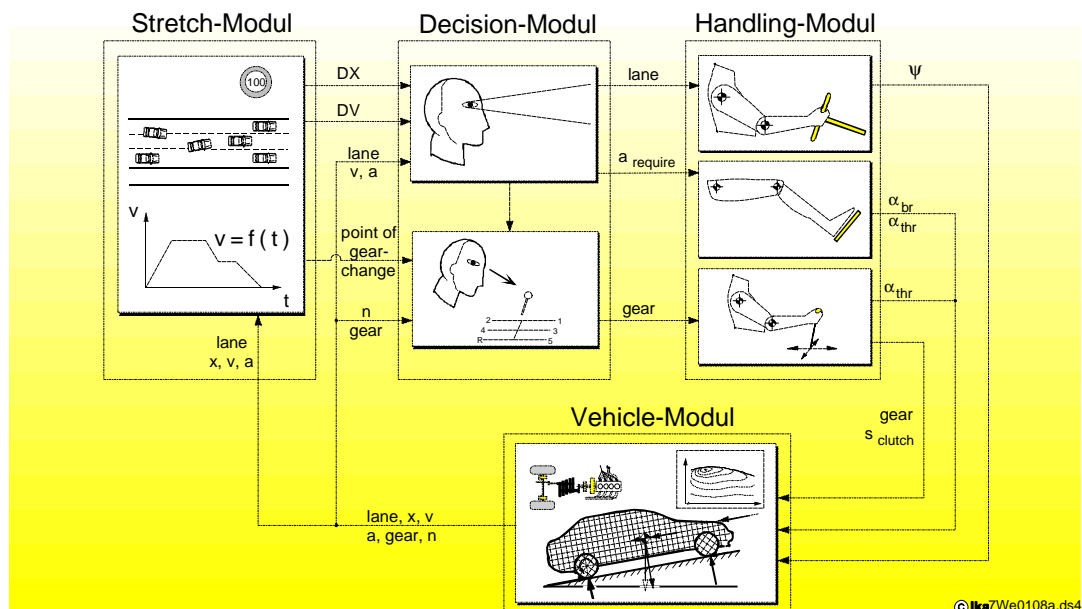 Stretch-Modul
Decision-Modul
Handling-Modul
100
DX
DV
lane
v, a
v
v = f ( t )
t
point of
gear-
change
n
gear
lane
x, v, a
2
1
4
3
R
5
lane
a require
gear
ψ
α br
α thr
α thr
gear
s clutch
Vehicle-Modul
lane, x, v
a, gear, n
© ika7We0108a.ds4